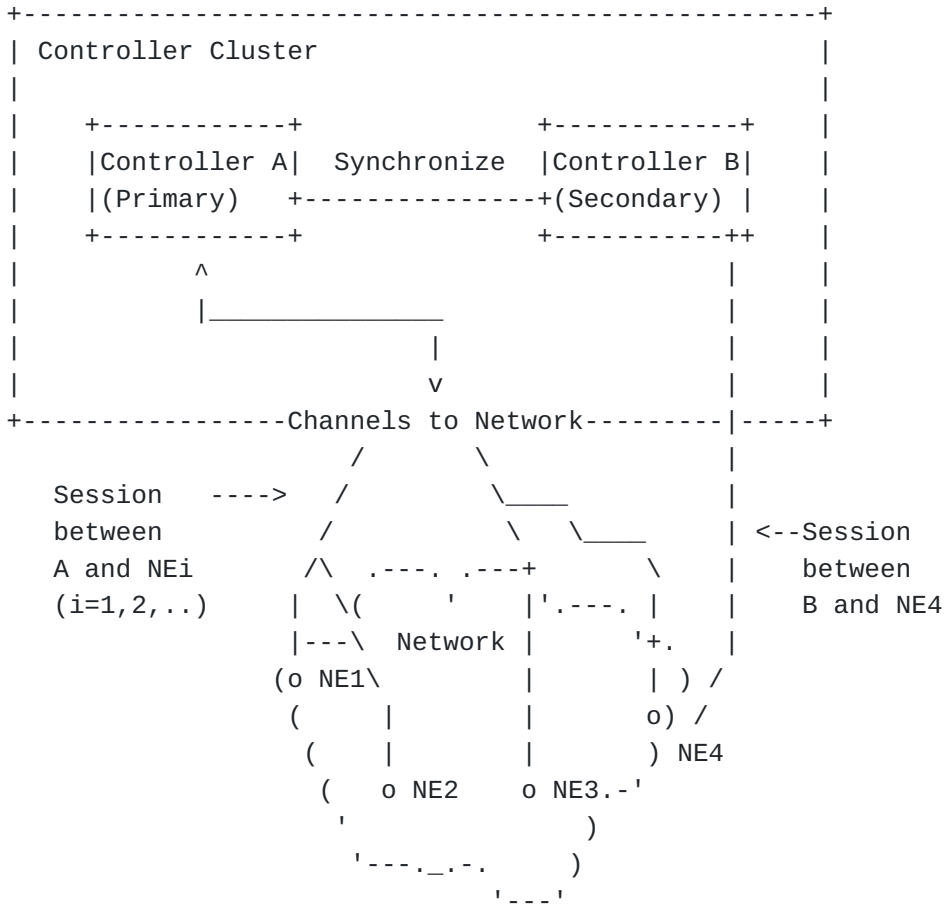 Controller Cluster
Controller A Synchronize Controller B
(Primary) (Secondary)
Channels to Network
Session ---->
between <--Session
A and NEi between
(i=1,2,..) B and NE4
Network
NE1
NE4
NE2 NE3